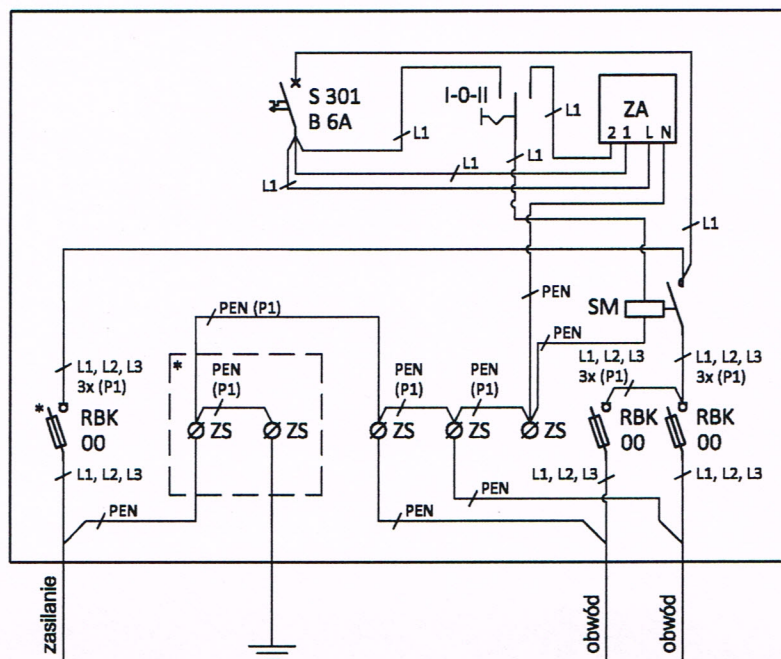 S 301
B 6A
I-0-II
ZA
2 1 L N
L1
L1
L1
L1
L1
L1
PEN
PEN (P1)
SM
PEN
L1, L2, L3
3x (P1)
*
PEN
(P1)
PEN
(P1)
PEN
(P1)
L1, L2, L3
3x (P1)
L1, L2, L3
3x (P1)
*
RBK
00
ZS
ZS
ZS
ZS
ZS
RBK
00
RBK
00
L1, L2, L3
L1, L2, L3
L1, L2, L3
PEN
PEN
PEN
zasilanie
obwód
obwód